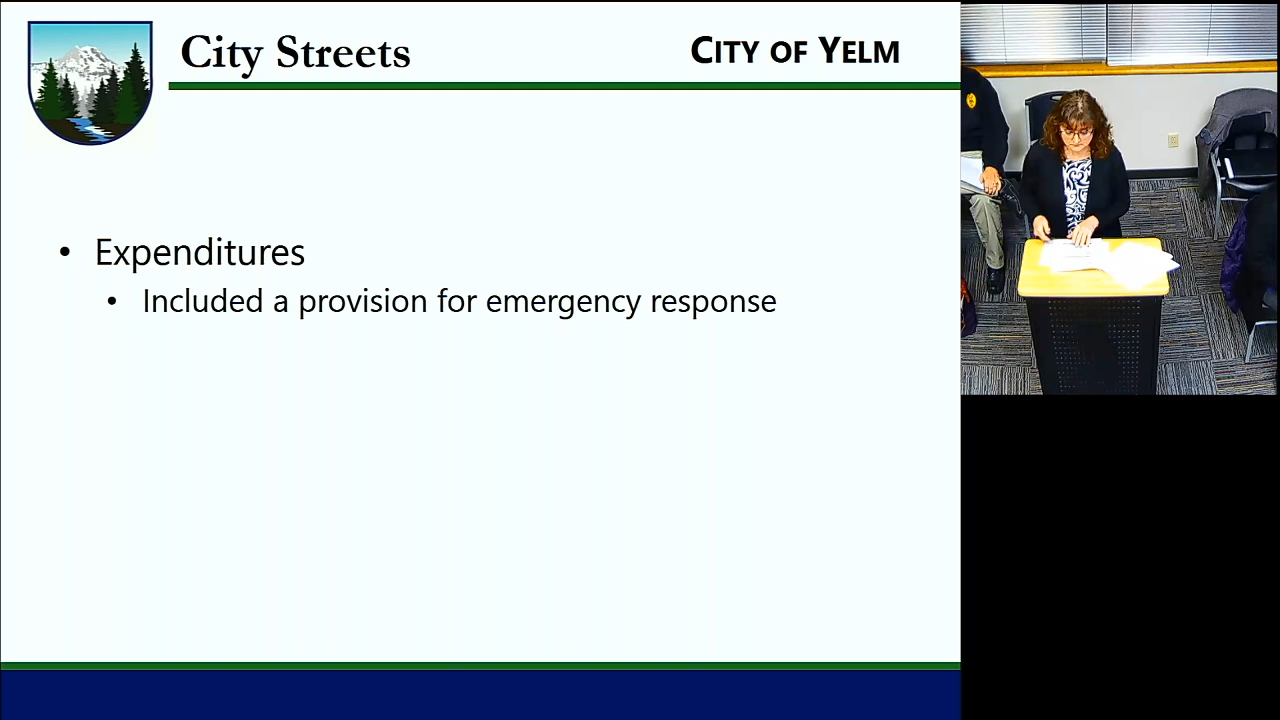 City Streets
CITY OF YELM
• Expenditures
• Included a provision for emergency response